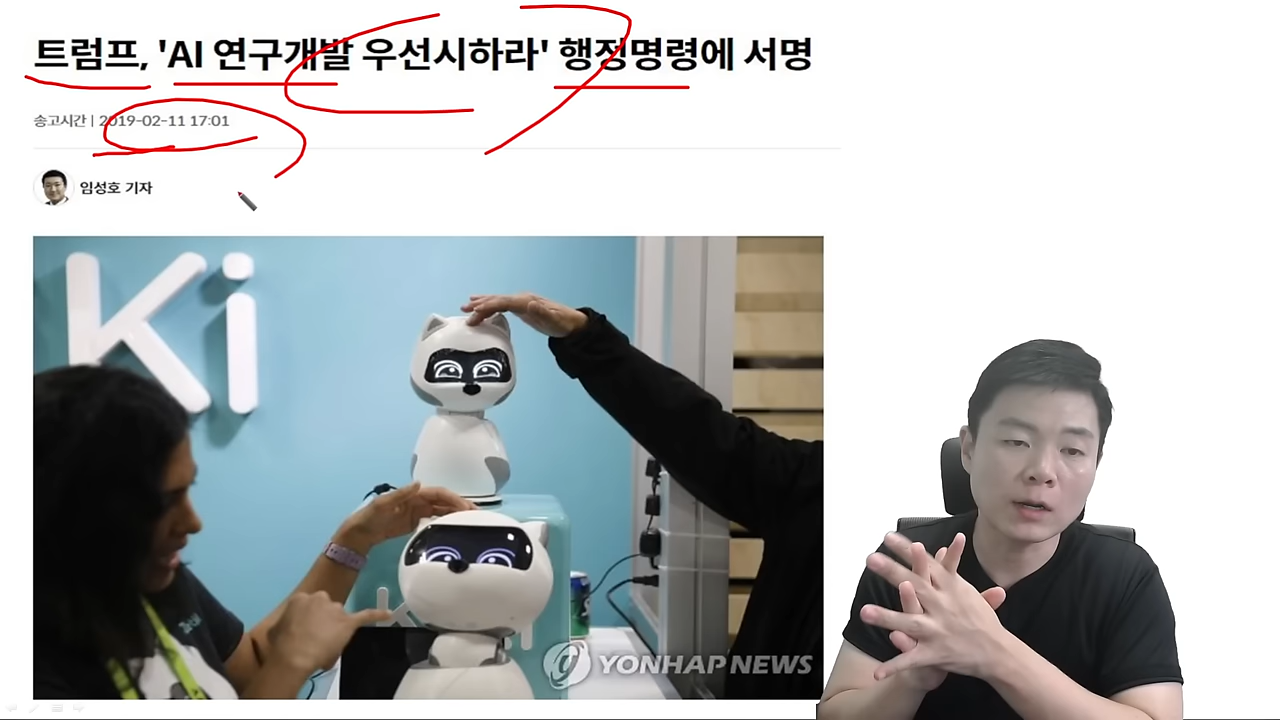 트럼프, 'AI 연구개발 우선시하라' 행정명령에 서명
송고시간 | 2019-02-11 17:01
임성호 기자
Ki
YONHAP NEWS